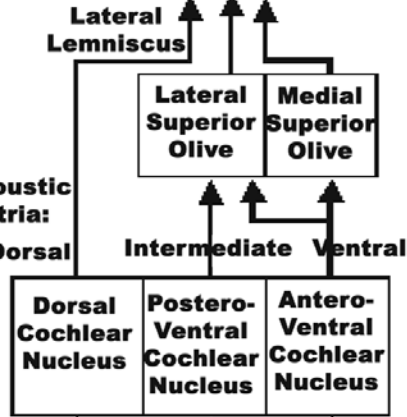 Lateral
Lemniscus
Lateral
Superior
Olive
Medial
Superior
Olive
oustic
tria:
Dorsal
Intermediate
Ventral
Dorsal
Cochlear
Nucleus
Postero-
Ventral
Cochlear
Nucleus
Antero-
Ventral
Cochlear
Nucleus